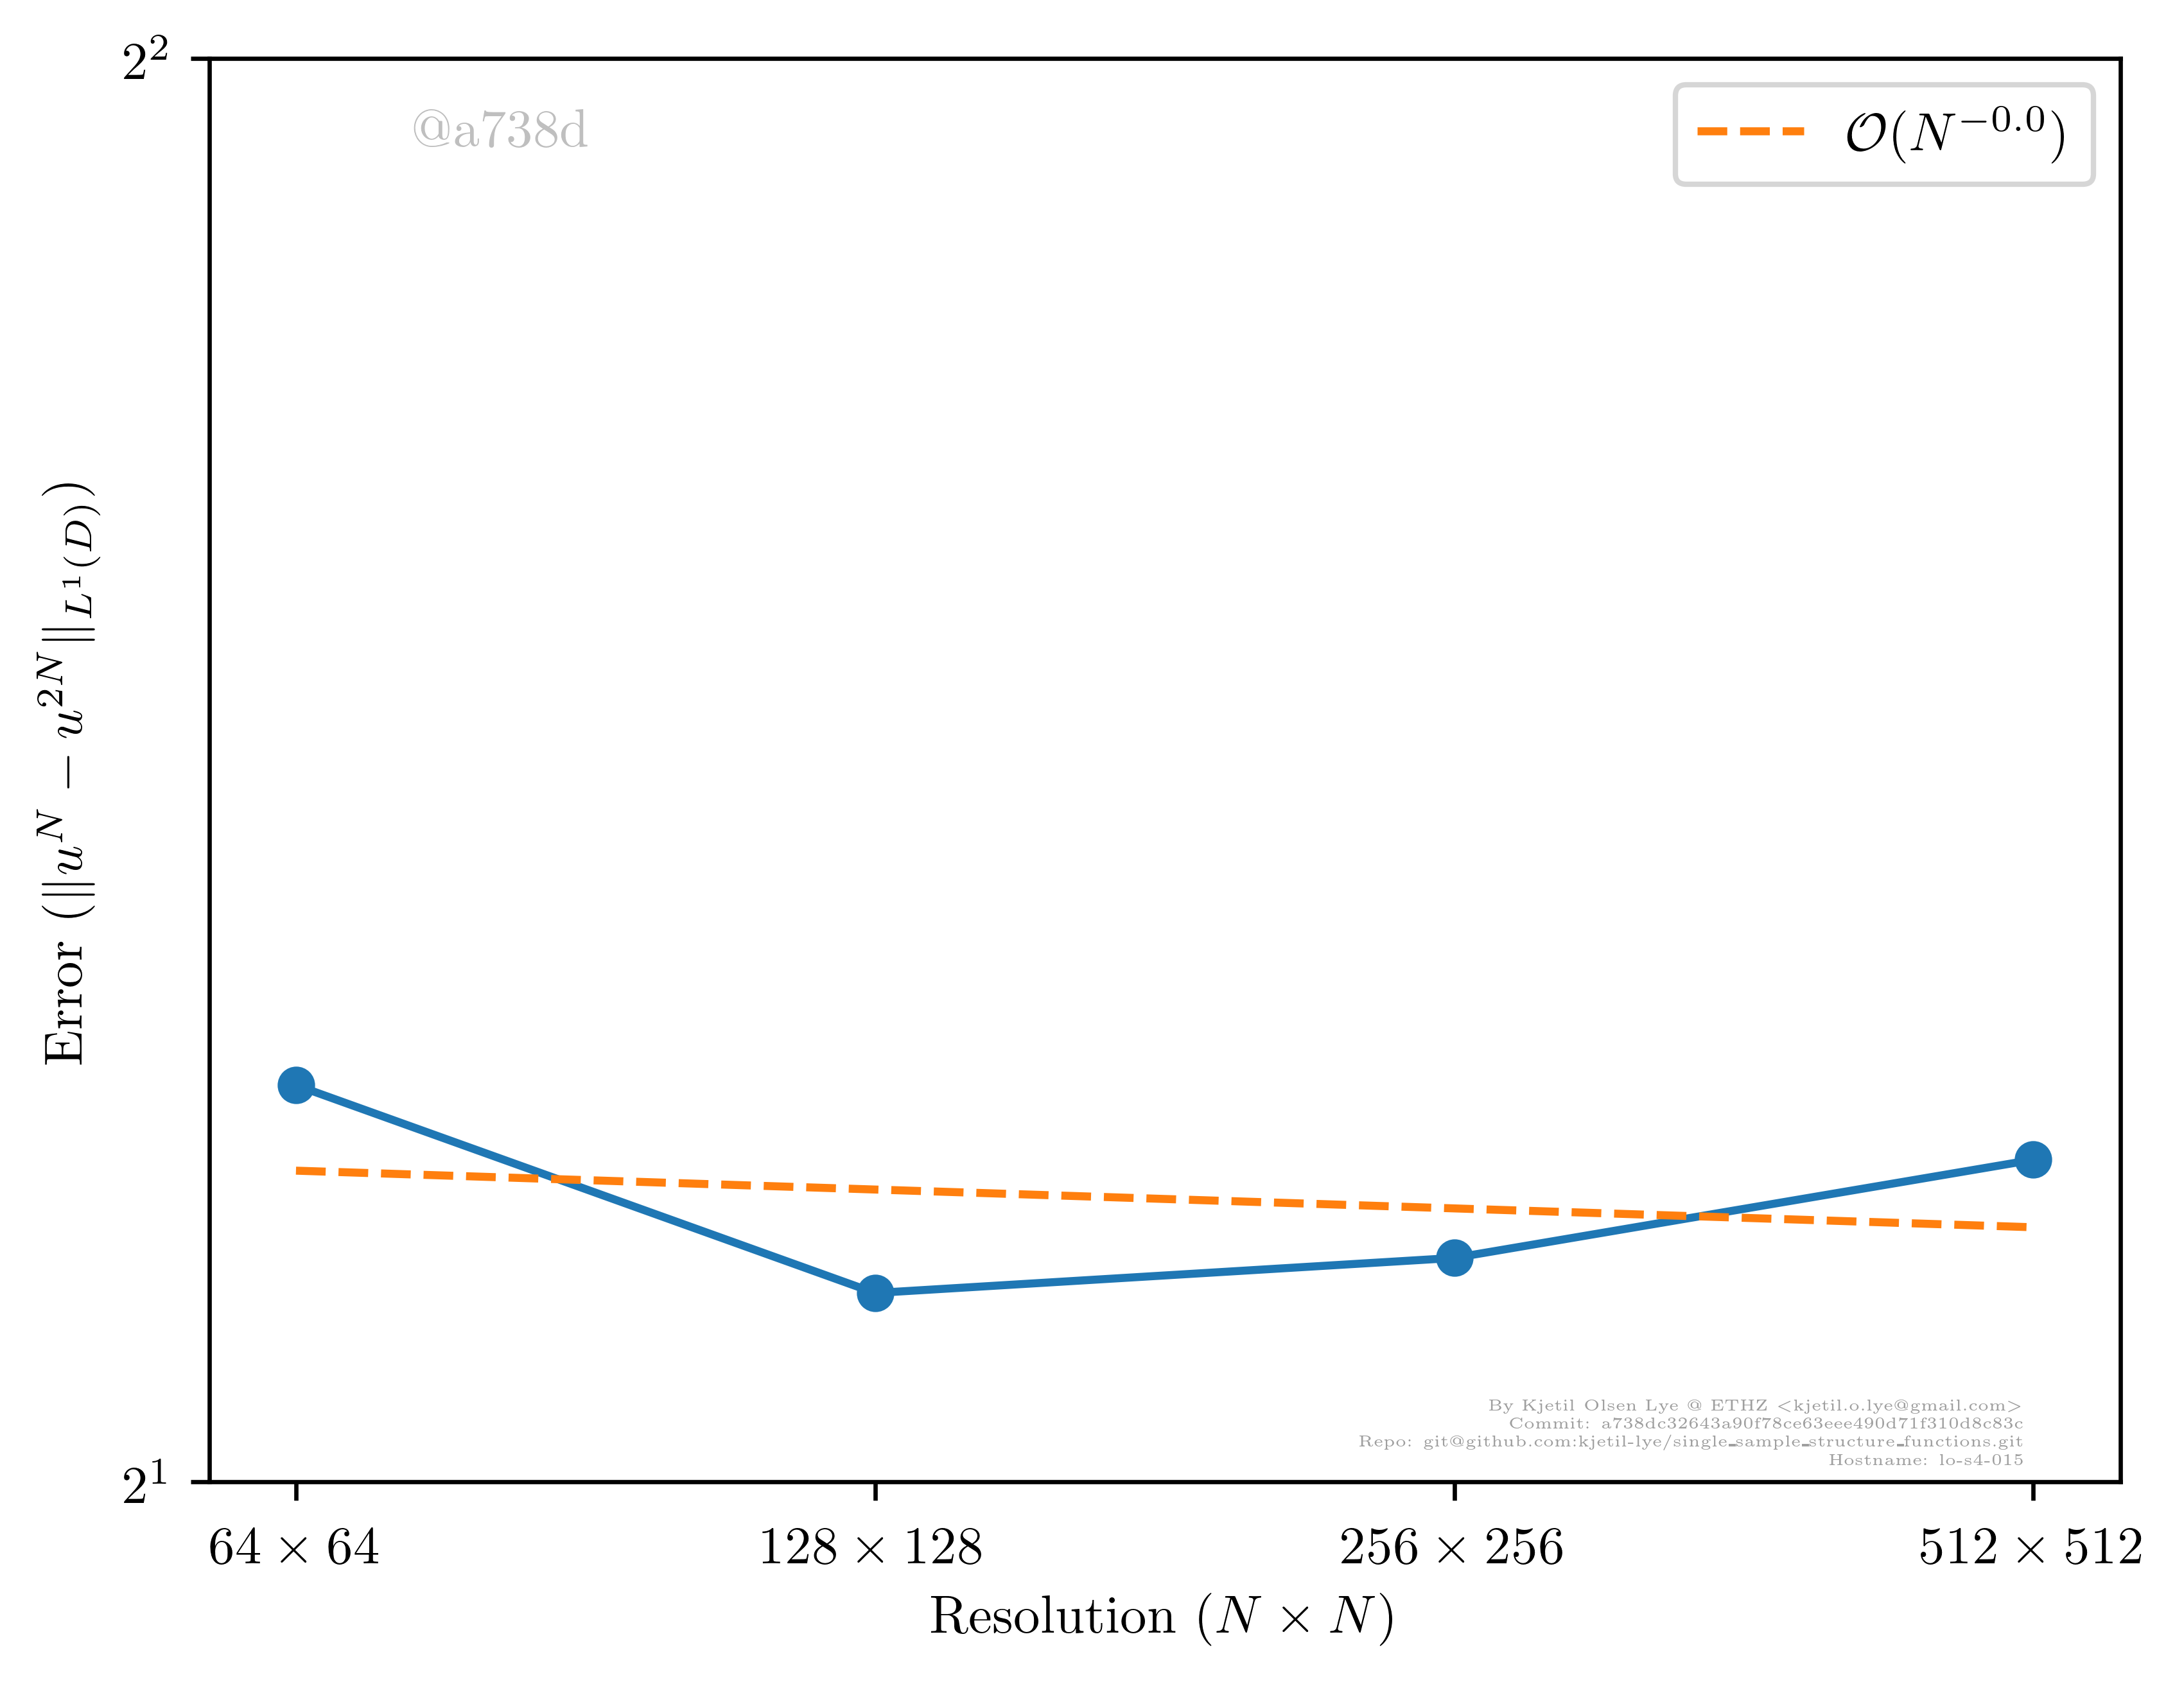 2^2
@a738d
𝒪(N^{-0.0})
Error (||u^N − u^{2N}||_{L^1(D)})
By Kjetil Olsen Lye @ ETHZ <kjetil.o.lye@gmail.com>
Commit: a738dc32643a90f78ce63eee490d71f310d8c83c
Repo: git@github.com:kjetil-lye/single_sample_structure_functions.git
Hostname: lo-s4-015
2^1
64 × 64 128 × 128 256 × 256 512 × 512
Resolution (N × N)